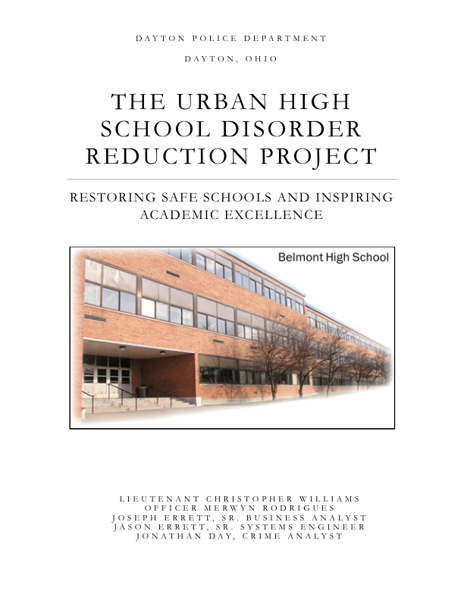 DAYTON POLICE DEPARTMENT
DAYTON, OHIO
THE URBAN HIGH
SCHOOL DISORDER
REDUCTION PROJECT
RESTORING SAFE SCHOOLS AND INSPIRING
ACADEMIC EXCELLENCE
Belmont High School
LIEUTENANT CHRISTOPHER WILLIAMS
OFFICER MERWYN RODRIGUES
JOSEPH ERRETT, SR. BUSINESS ANALYST
JASON ERRETT, SR. SYSTEMS ENGINEER
JONATHAN DAY, CRIME ANALYST